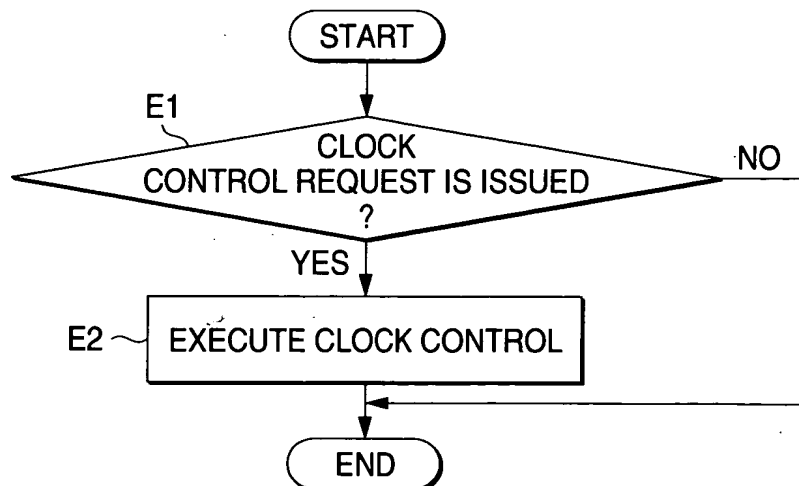 START
E1
CLOCK
CONTROL REQUEST IS ISSUED
?
NO
YES
E2
EXECUTE CLOCK CONTROL
END